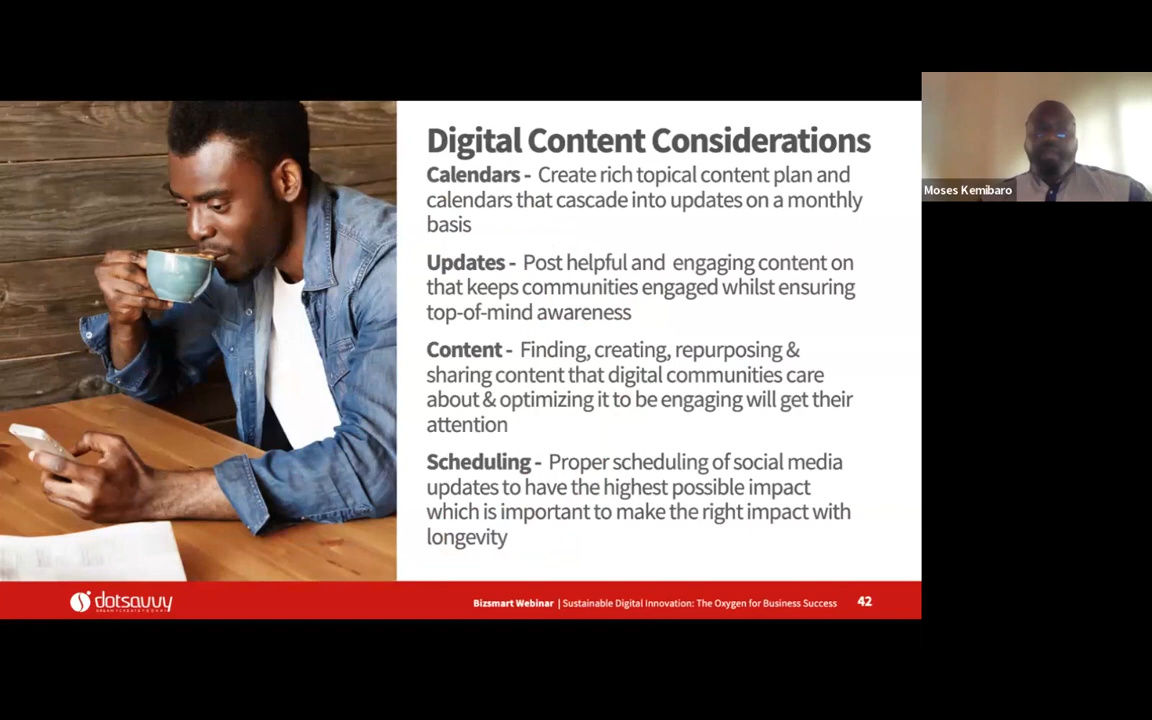 Digital Content Considerations
Calendars - Create rich topical content plan and
calendars that cascade into updates on a monthly
basis
Updates - Post helpful and engaging content on
that keeps communities engaged whilst ensuring
top-of-mind awareness
Content - Finding, creating, repurposing &
sharing content that digital communities care
about & optimizing it to be engaging will get their
attention
Scheduling - Proper scheduling of social media
updates to have the highest possible impact
which is important to make the right impact with
longevity
Moses Kemibaro
dotsavvy
Bizsmart Webinar | Sustainable Digital Innovation: The Oxygen for Business Success 42